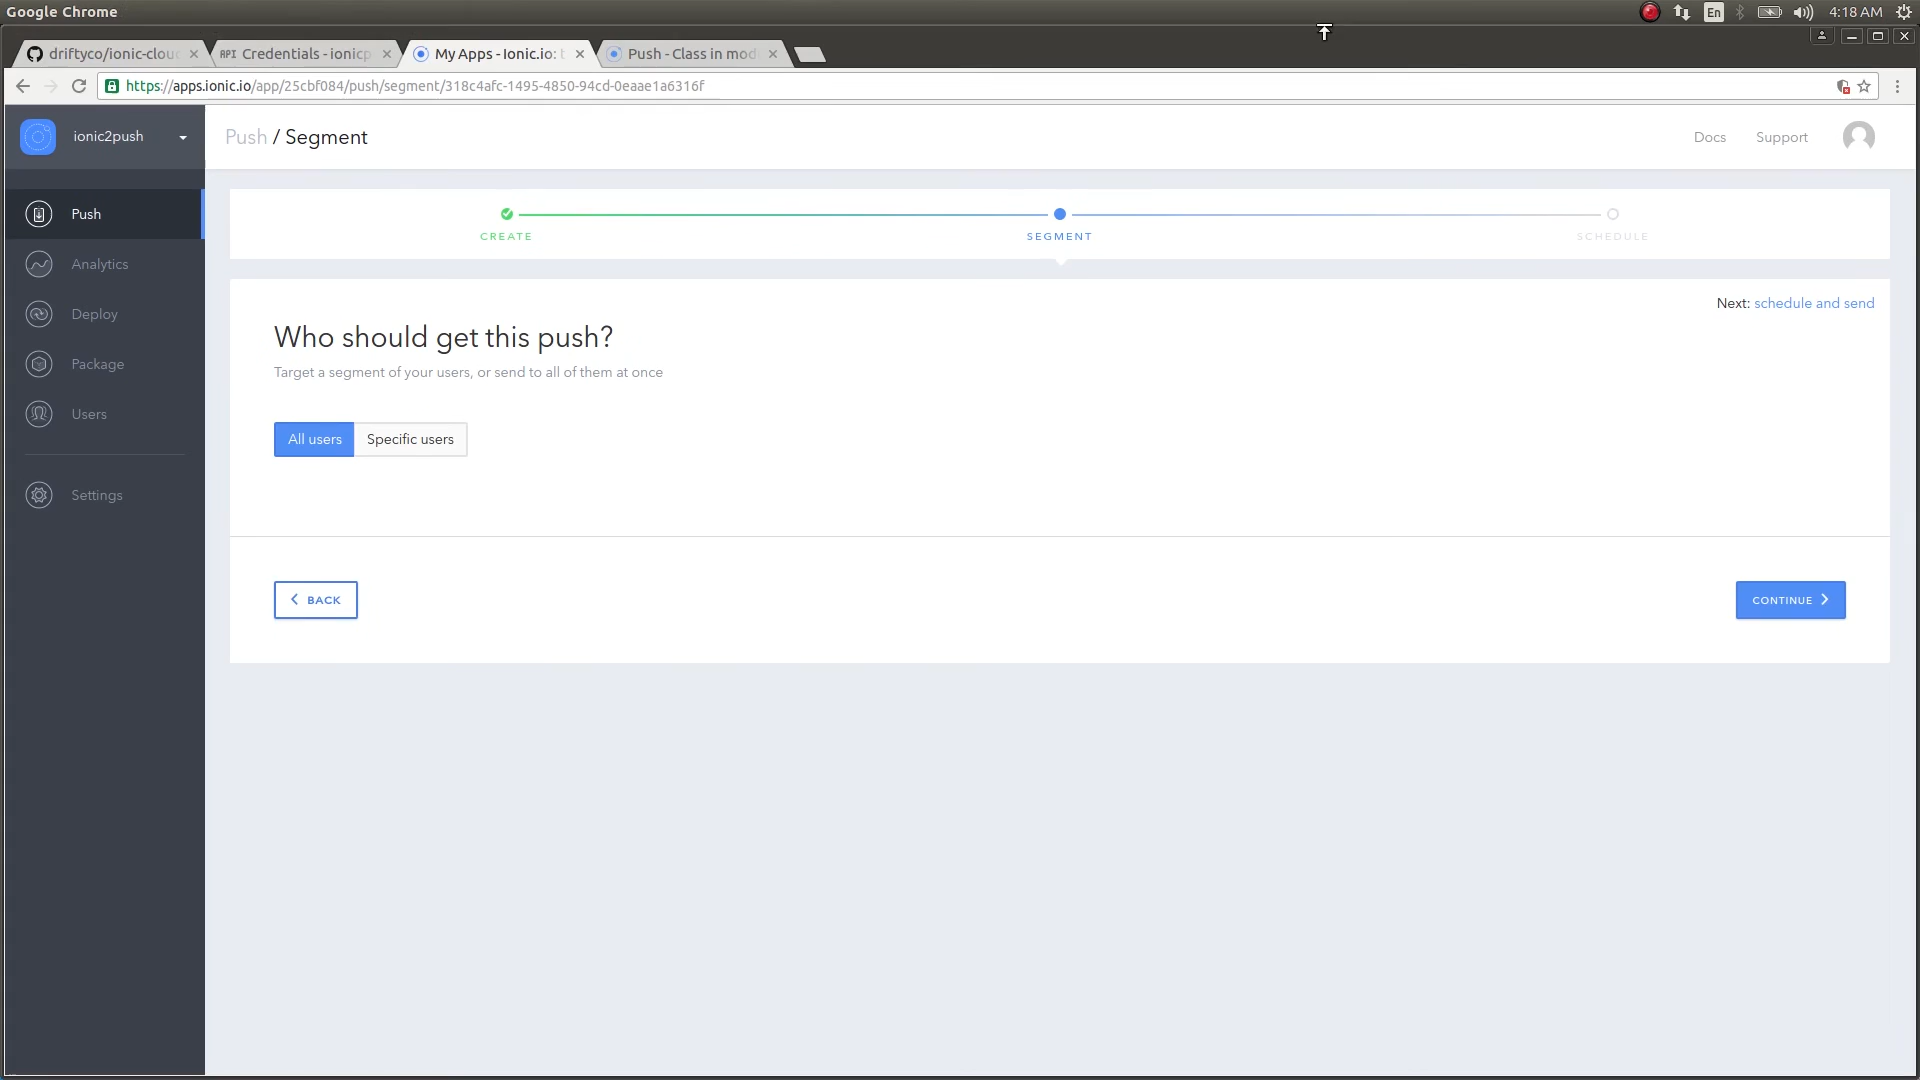 Google Chrome
En
4:18 AM
driftyco/ionic-clou
API Credentials - ionicp
My Apps - Ionic.io:
Push - Class in mod
https://apps.ionic.io/app/25cbf084/push/segment/318c4afc-1495-4850-94cd-0eaae1a6316f
ionic2push
Push / Segment
Docs
Support
Push
Analytics
Deploy
Package
Users
Settings
CREATE
SEGMENT
SCHEDULE
Next: schedule and send
Who should get this push?
Target a segment of your users, or send to all of them at once
All users
Specific users
BACK
CONTINUE